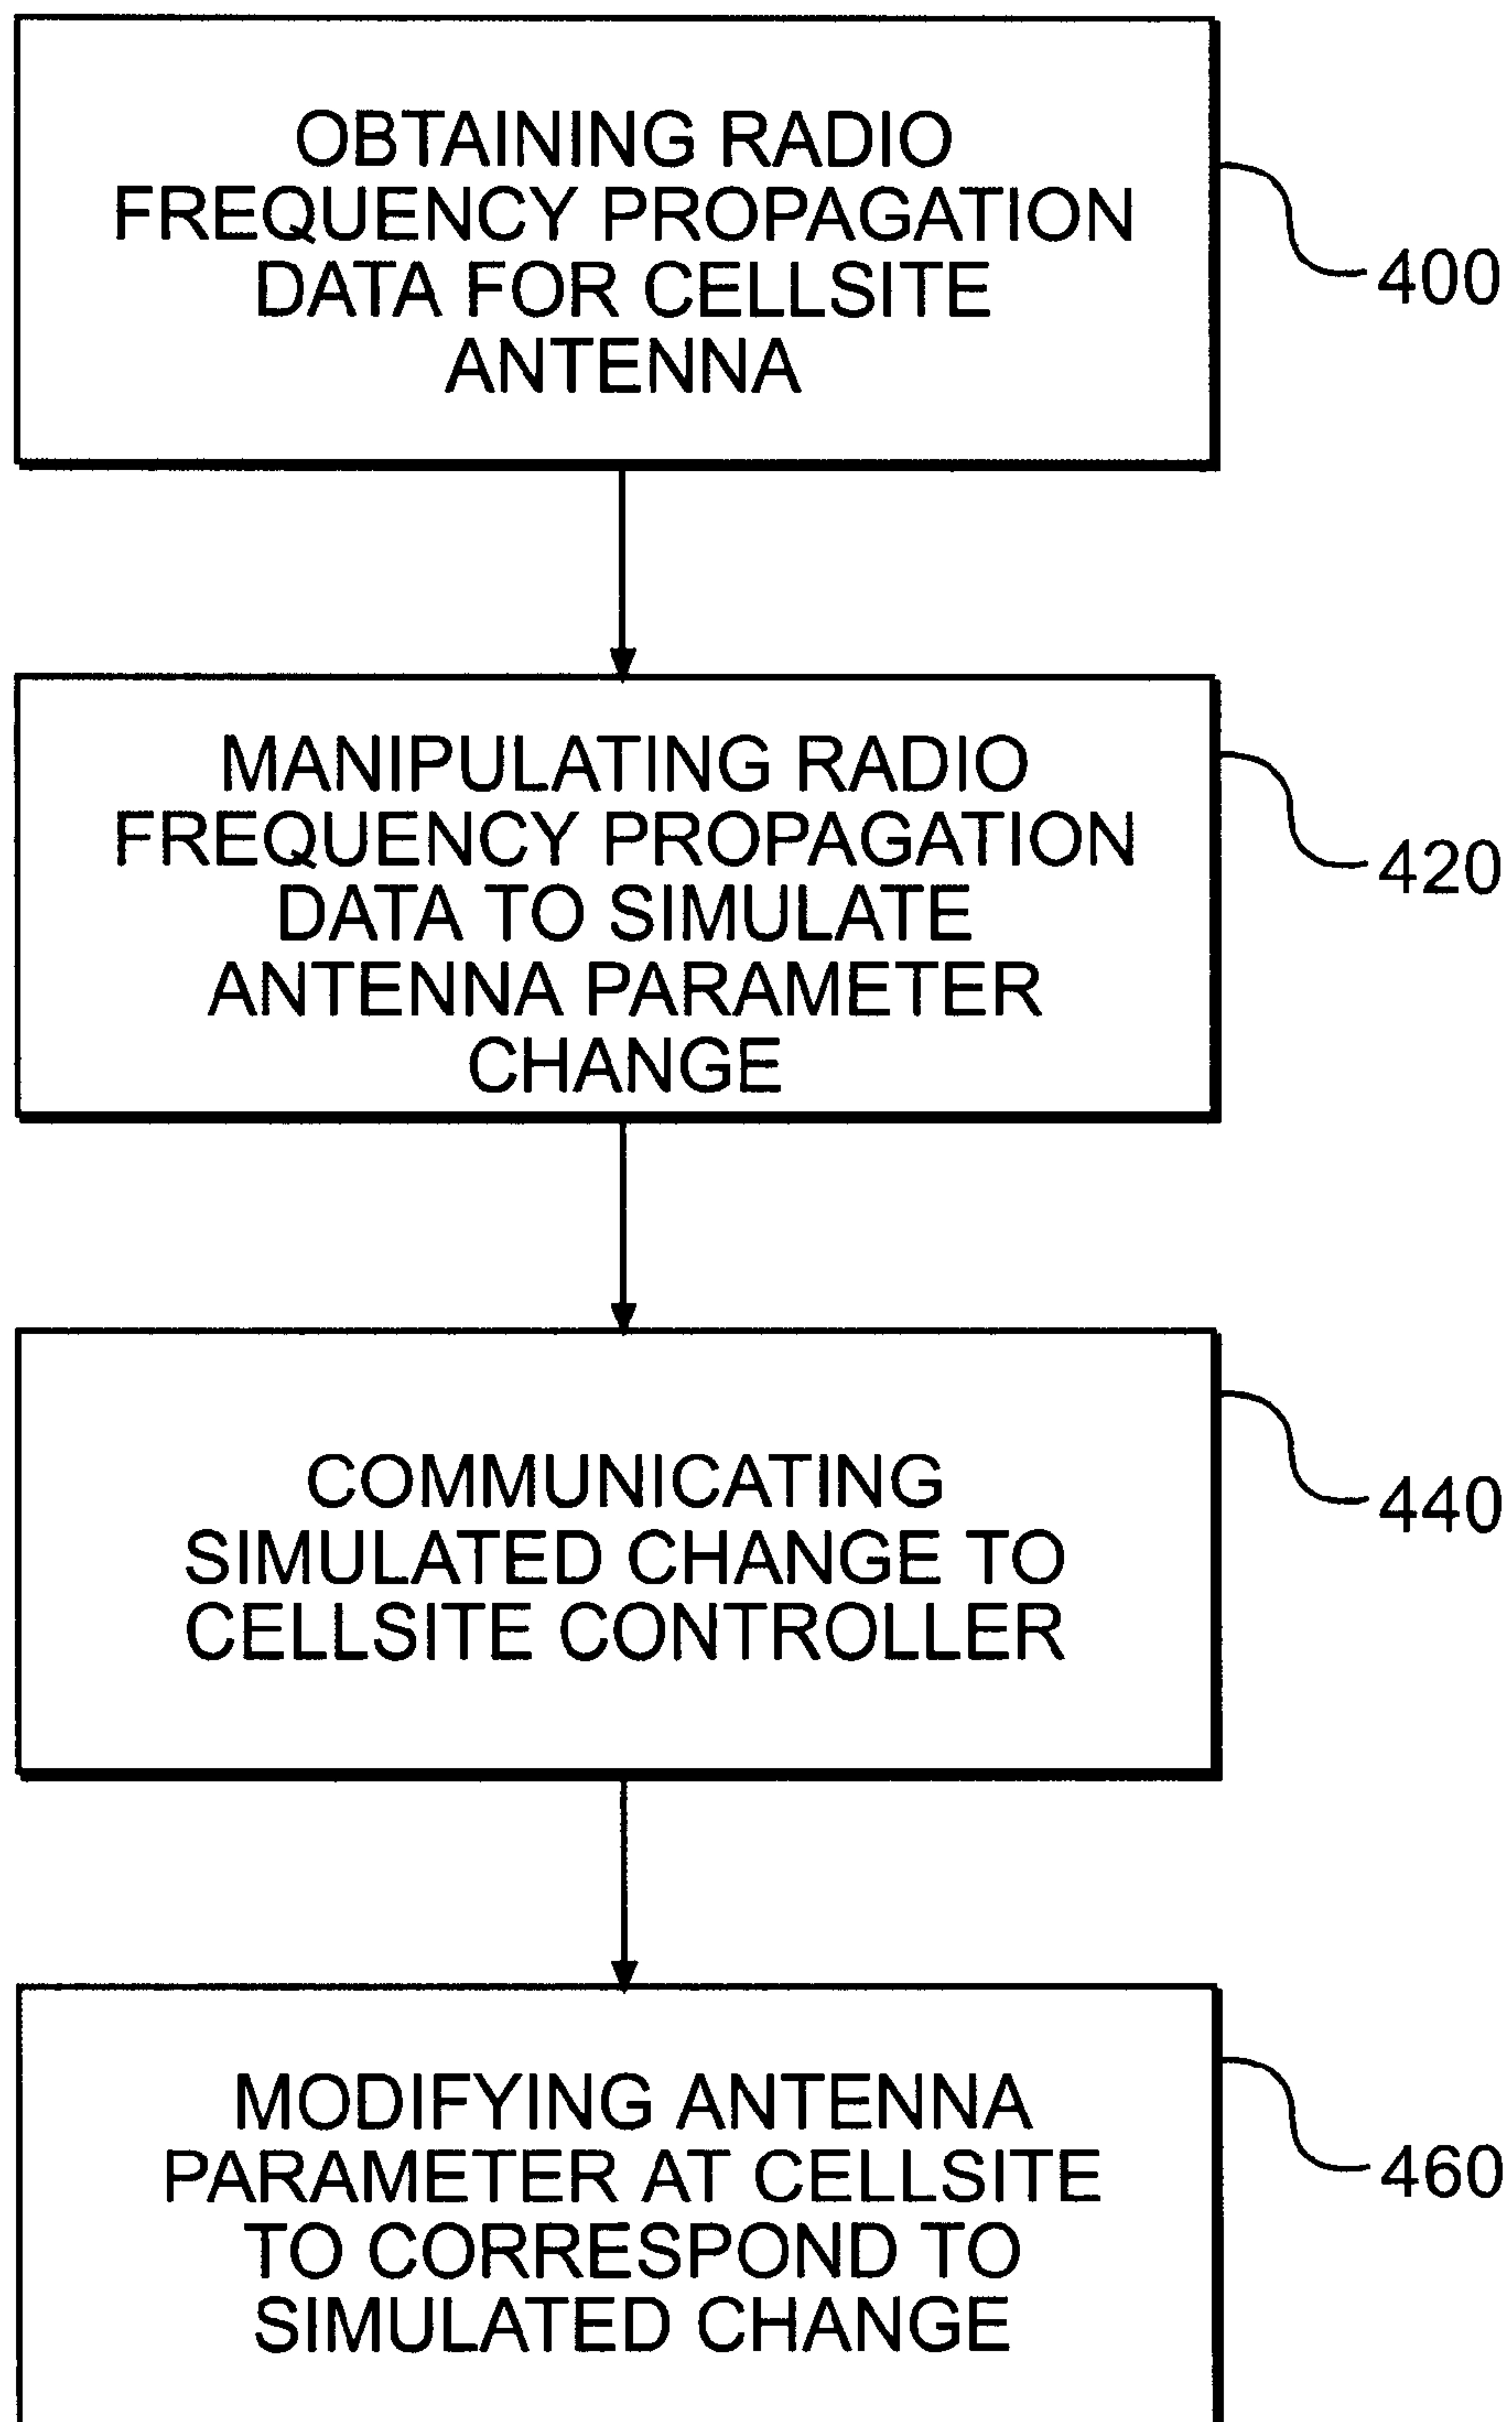 OBTAINING RADIO
FREQUENCY PROPAGATION
DATA FOR CELLSITE
ANTENNA
400
MANIPULATING RADIO
FREQUENCY PROPAGATION
DATA TO SIMULATE
ANTENNA PARAMETER
CHANGE
420
COMMUNICATING
SIMULATED CHANGE TO
CELLSITE CONTROLLER
440
MODIFYING ANTENNA
PARAMETER AT CELLSITE
TO CORRESPOND TO
SIMULATED CHANGE
460